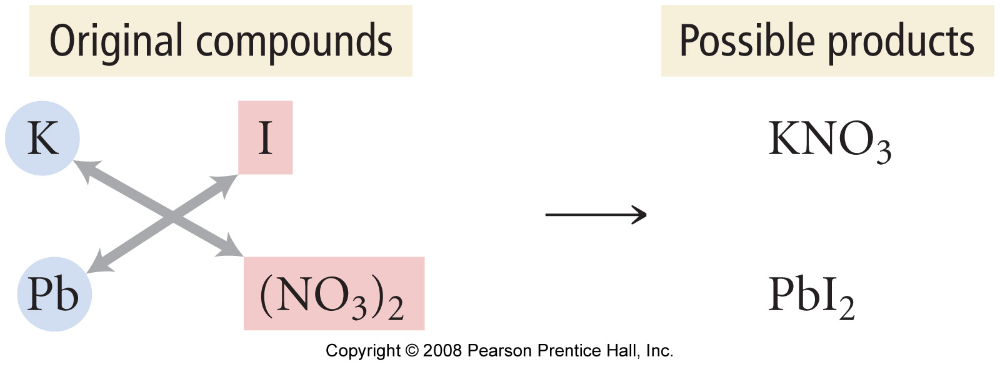 Original compounds Possible products
K I KNO₃
Pb (NO₃)₂ PbI₂
Copyright © 2008 Pearson Prentice Hall, Inc.